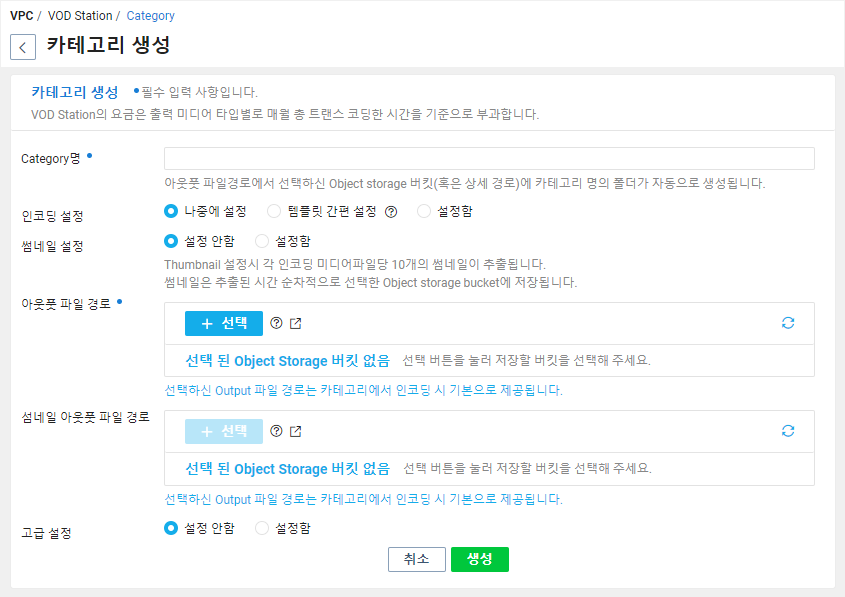 VPC / VOD Station / Category
카테고리 생성
카테고리 생성 • 필수 입력 사항입니다.
VOD Station의 요금은 출력 미디어 타입별로 매월 총 트랜스 코딩한 시간을 기준으로 부과합니다.
Category명 •
아웃풋 파일경로에서 선택하신 Object storage 버킷(혹은 상세 경로)에 카테고리 명의 폴더가 자동으로 생성됩니다.
인코딩 설정 나중에 설정 템플릿 간편 설정 ? 설정함
썸네일 설정 설정 안함 설정함
Thumbnail 설정시 각 인코딩 미디어파일당 10개의 썸네일이 추출됩니다.
썸네일은 추출된 시간 순차적으로 선택한 Object storage bucket에 저장됩니다.
아웃풋 파일 경로 •
+ 선택 ?
선택 된 Object Storage 버킷 없음 선택 버튼을 눌러 저장할 버킷을 선택해 주세요.
선택하신 Output 파일 경로는 카테고리에서 인코딩 시 기본으로 제공됩니다.
섬네일 아웃풋 파일 경로
+ 선택 ?
선택 된 Object Storage 버킷 없음 선택 버튼을 눌러 저장할 버킷을 선택해 주세요.
선택하신 Output 파일 경로는 카테고리에서 인코딩 시 기본으로 제공됩니다.
고급 설정 설정 안함 설정함
취소 생성